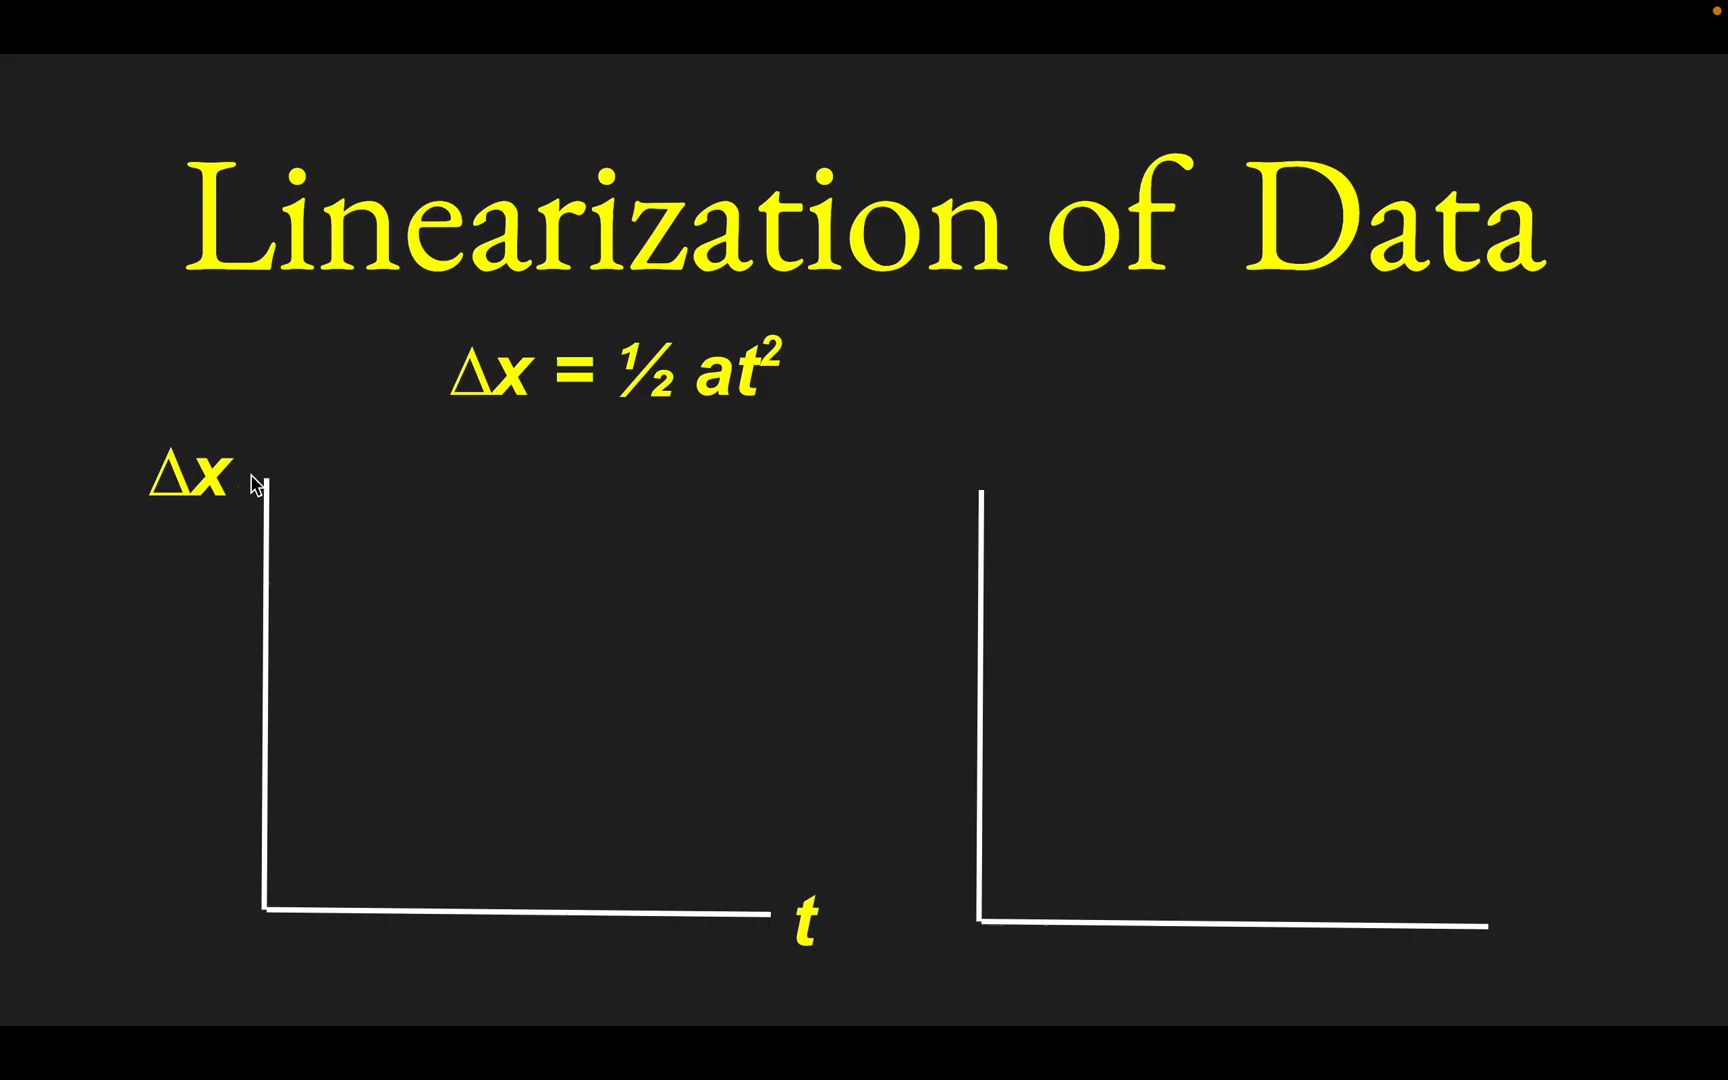 Linearization of Data
Δx = ½ at²
Δx
t